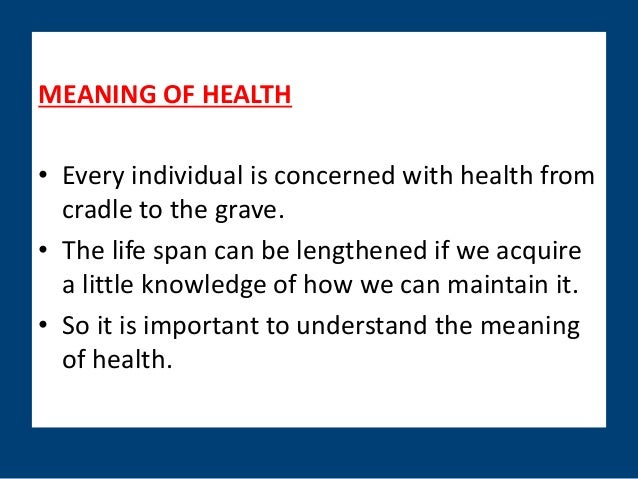 MEANING OF HEALTH
• Every individual is concerned with health from
cradle to the grave.
• The life span can be lengthened if we acquire
a little knowledge of how we can maintain it.
• So it is important to understand the meaning
of health.